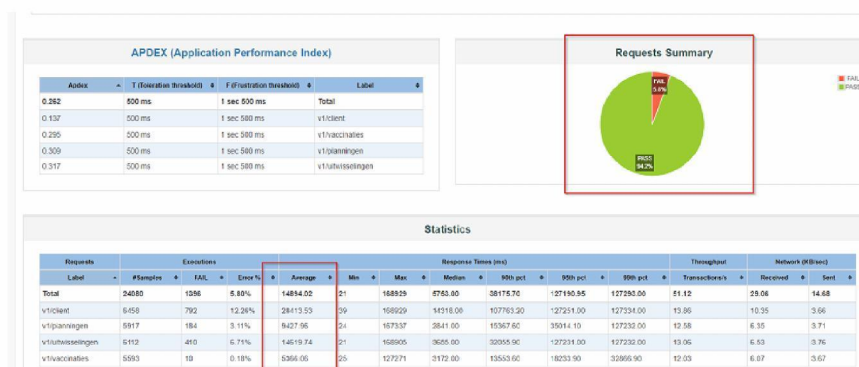 APDEX (Application Performance Index)
Apdex T (Toleration threshold) F (Frustration threshold) Label
0.262 500 ms 1 sec 500 ms Total
0.137 500 ms 1 sec 500 ms v1/client
0.295 500 ms 1 sec 500 ms v1/vaccinaties
0.309 500 ms 1 sec 500 ms v1/planningen
0.317 500 ms 1 sec 500 ms v1/uitwisselingen
Requests Summary
FAIL
5.8%
PASS
94.2%
FAIL
PASS
Statistics
Requests Executions Response Times (ms) Throughput Network (KB/sec)
Label #Samples FAIL Error % Average Min Max Median 90th pct 95th pct 99th pct Transactions/s Received Sent
Total 24080 1396 5.80% 14894.02 21 168929 5753.00 38175.70 127190.95 127293.00 51.12 29.06 14.68
v1/client 6458 792 12.26% 28413.53 39 168929 14318.00 107763.20 127251.00 127334.00 13.86 10.35 3.66
v1/planningen 5917 184 3.11% 9427.95 24 167337 3841.00 15367.60 35014.10 127232.00 12.58 6.35 3.71
v1/uitwisselingen 6112 410 6.71% 14519.74 21 168905 3655.00 32055.90 127231.00 127232.00 13.05 6.53 3.76
v1/vaccinaties 5593 10 0.18% 5366.06 25 127271 3172.00 13553.60 18233.90 32866.90 12.03 6.07 3.67